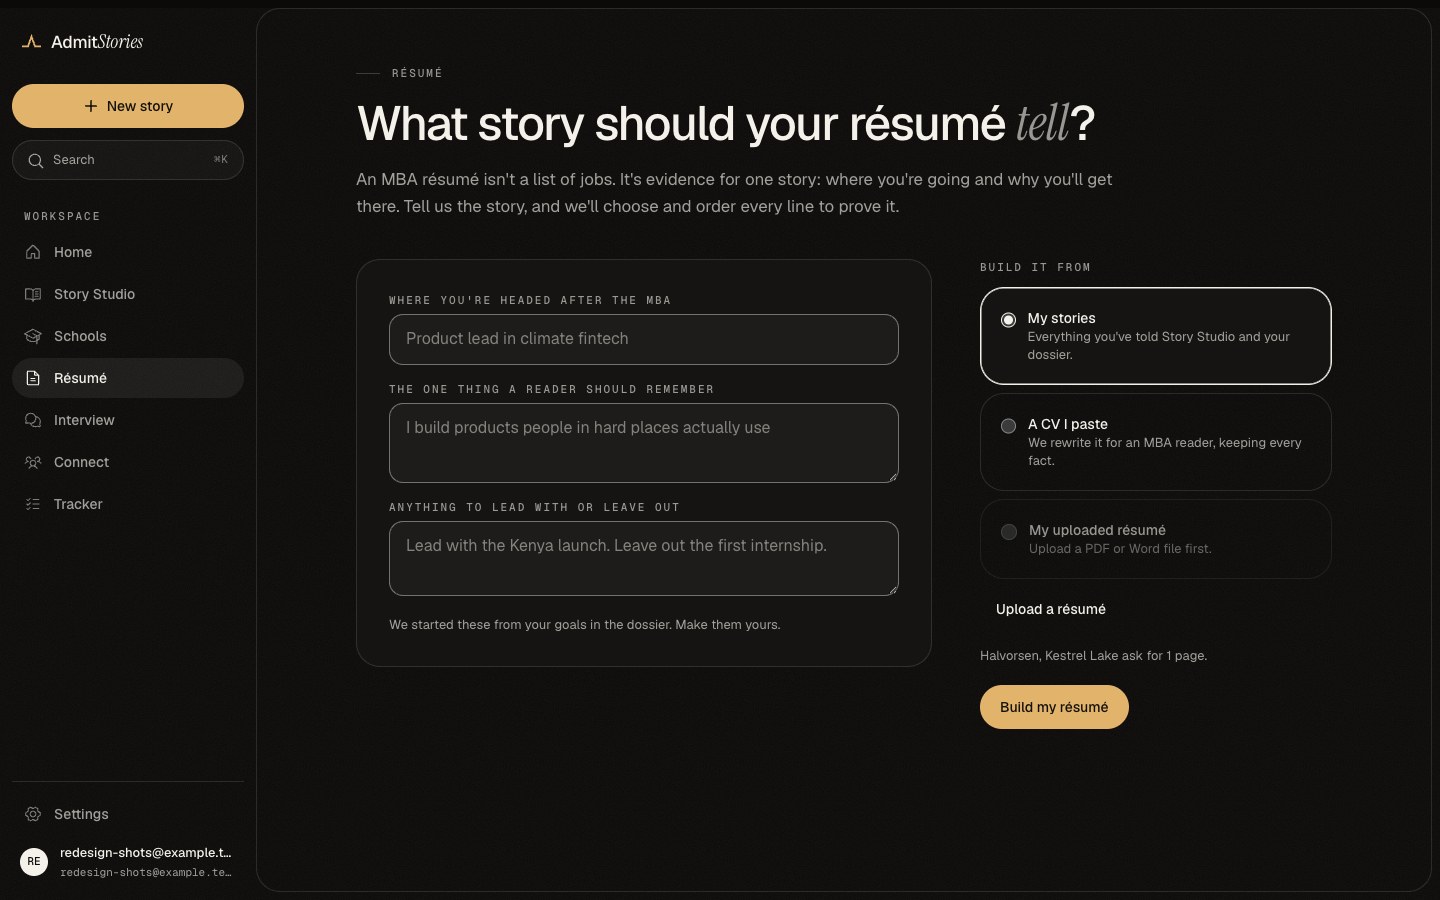 AdmitStories
New story
Search
⌘K
WORKSPACE
Home
Story Studio
Schools
Résumé
Interview
Connect
Tracker
Settings
RE
redesign-shots@example.t…
redesign-shots@example.te…
RÉSUMÉ
What story should your résumé tell?
An MBA résumé isn't a list of jobs. It's evidence for one story: where you're going and why you'll get
there. Tell us the story, and we'll choose and order every line to prove it.
WHERE YOU'RE HEADED AFTER THE MBA
Product lead in climate fintech
THE ONE THING A READER SHOULD REMEMBER
I build products people in hard places actually use
ANYTHING TO LEAD WITH OR LEAVE OUT
Lead with the Kenya launch. Leave out the first internship.
We started these from your goals in the dossier. Make them yours.
BUILD IT FROM
My stories
Everything you've told Story Studio and your
dossier.
A CV I paste
We rewrite it for an MBA reader, keeping every
fact.
My uploaded résumé
Upload a PDF or Word file first.
Upload a résumé
Halvorsen, Kestrel Lake ask for 1 page.
Build my résumé